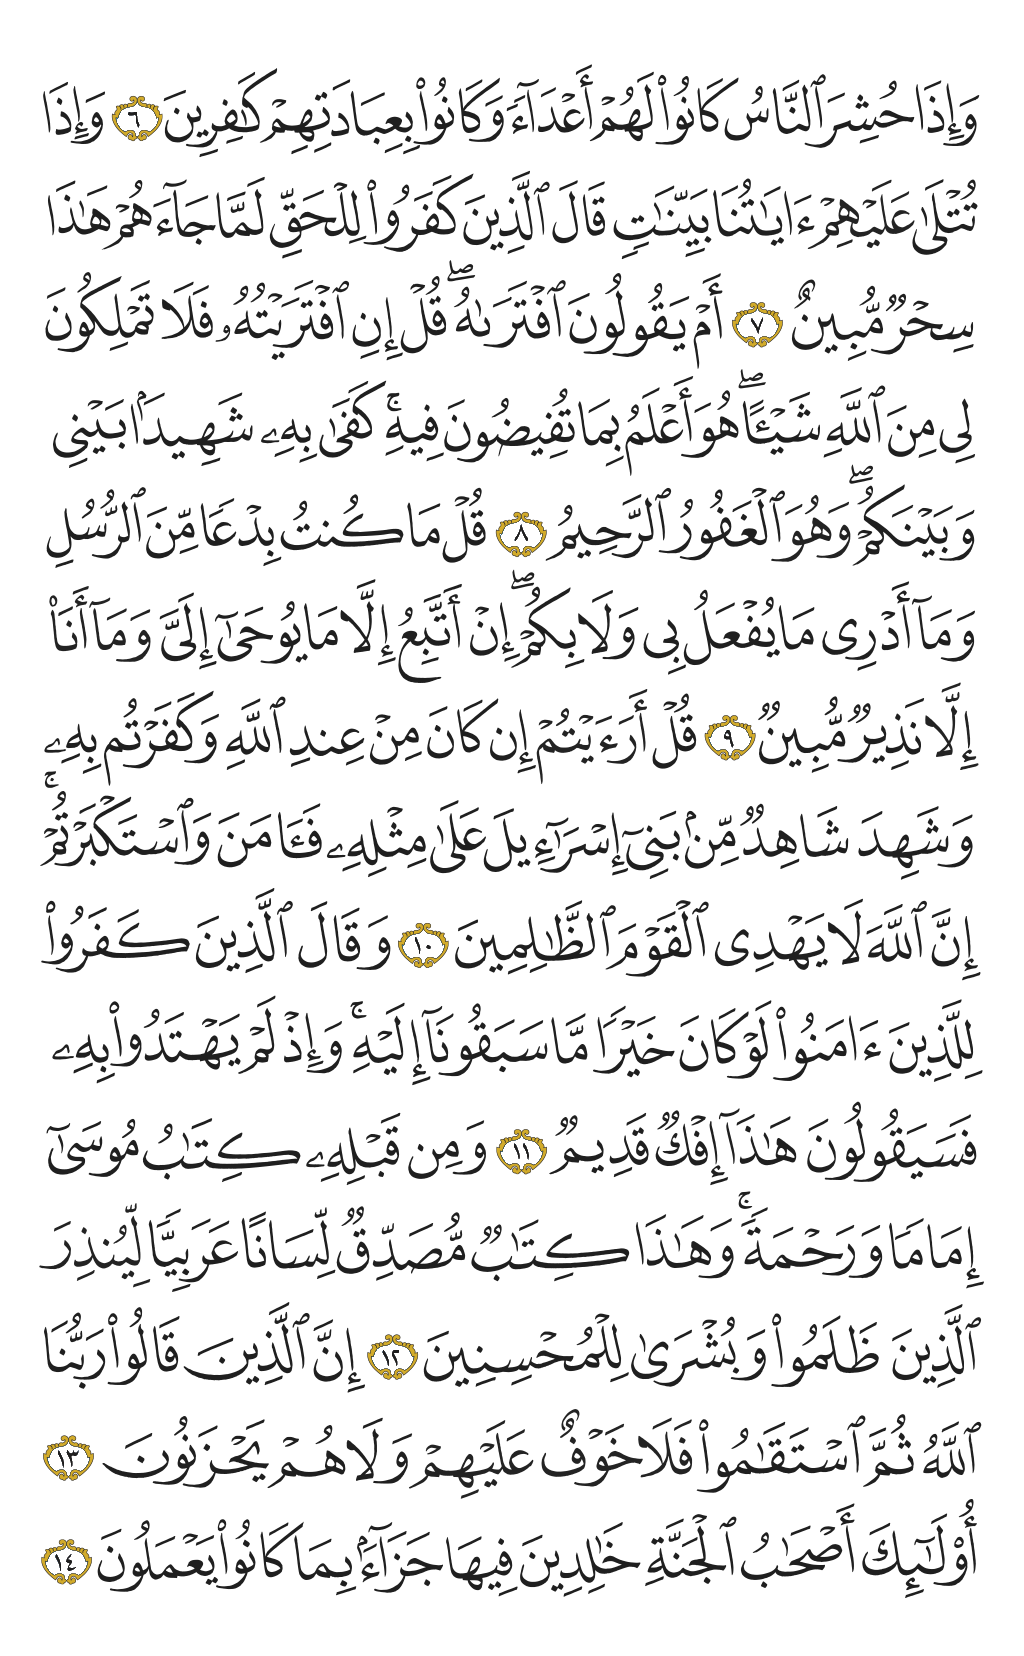 وَإِذَا حُشِرَ ٱلنَّاسُ كَانُوا۟ لَهُمْ أَعْدَآءً وَكَانُوا۟ بِعِبَادَتِهِمْ كَـٰفِرِينَ ٦ وَإِذَا
تُتْلَىٰ عَلَيْهِمْ ءَايَـٰتُنَا بَيِّنَـٰتٍ قَالَ ٱلَّذِينَ كَفَرُوا۟ لِلْحَقِّ لَمَّا جَآءَهُمْ هَـٰذَا
سِحْرٌ مُّبِينٌ ٧ أَمْ يَقُولُونَ ٱفْتَرَىٰهُ ۖ قُلْ إِنِ ٱفْتَرَيْتُهُۥ فَلَا تَمْلِكُونَ
لِى مِنَ ٱللَّهِ شَيْـًٔا ۖ هُوَ أَعْلَمُ بِمَا تُفِيضُونَ فِيهِ ۚ كَفَىٰ بِهِۦ شَهِيدًۢا بَيْنِى
وَبَيْنَكُمْ ۖ وَهُوَ ٱلْغَفُورُ ٱلرَّحِيمُ ٨ قُلْ مَا كُنتُ بِدْعًا مِّنَ ٱلرُّسُلِ
وَمَآ أَدْرِى مَا يُفْعَلُ بِى وَلَا بِكُمْ ۖ إِنْ أَتَّبِعُ إِلَّا مَا يُوحَىٰٓ إِلَىَّ وَمَآ أَنَا۠
إِلَّا نَذِيرٌ مُّبِينٌ ٩ قُلْ أَرَءَيْتُمْ إِن كَانَ مِنْ عِندِ ٱللَّهِ وَكَفَرْتُم بِهِۦ
وَشَهِدَ شَاهِدٌ مِّنۢ بَنِىٓ إِسْرَٰٓءِيلَ عَلَىٰ مِثْلِهِۦ فَـَٔامَنَ وَٱسْتَكْبَرْتُمْ ۚ
إِنَّ ٱللَّهَ لَا يَهْدِى ٱلْقَوْمَ ٱلظَّـٰلِمِينَ ١٠ وَقَالَ ٱلَّذِينَ كَفَرُوا۟
لِلَّذِينَ ءَامَنُوا۟ لَوْ كَانَ خَيْرًا مَّا سَبَقُونَآ إِلَيْهِ ۚ وَإِذْ لَمْ يَهْتَدُوا۟ بِهِۦ
فَسَيَقُولُونَ هَـٰذَآ إِفْكٌ قَدِيمٌ ١١ وَمِن قَبْلِهِۦ كِتَـٰبُ مُوسَىٰٓ
إِمَامًا وَرَحْمَةً ۚ وَهَـٰذَا كِتَـٰبٌ مُّصَدِّقٌ لِّسَانًا عَرَبِيًّا لِّيُنذِرَ
ٱلَّذِينَ ظَلَمُوا۟ وَبُشْرَىٰ لِلْمُحْسِنِينَ ١٢ إِنَّ ٱلَّذِينَ قَالُوا۟ رَبُّنَا
ٱللَّهُ ثُمَّ ٱسْتَقَـٰمُوا۟ فَلَا خَوْفٌ عَلَيْهِمْ وَلَا هُمْ يَحْزَنُونَ ١٣
أُو۟لَـٰٓئِكَ أَصْحَـٰبُ ٱلْجَنَّةِ خَـٰلِدِينَ فِيهَا جَزَآءًۢ بِمَا كَانُوا۟ يَعْمَلُونَ ١٤